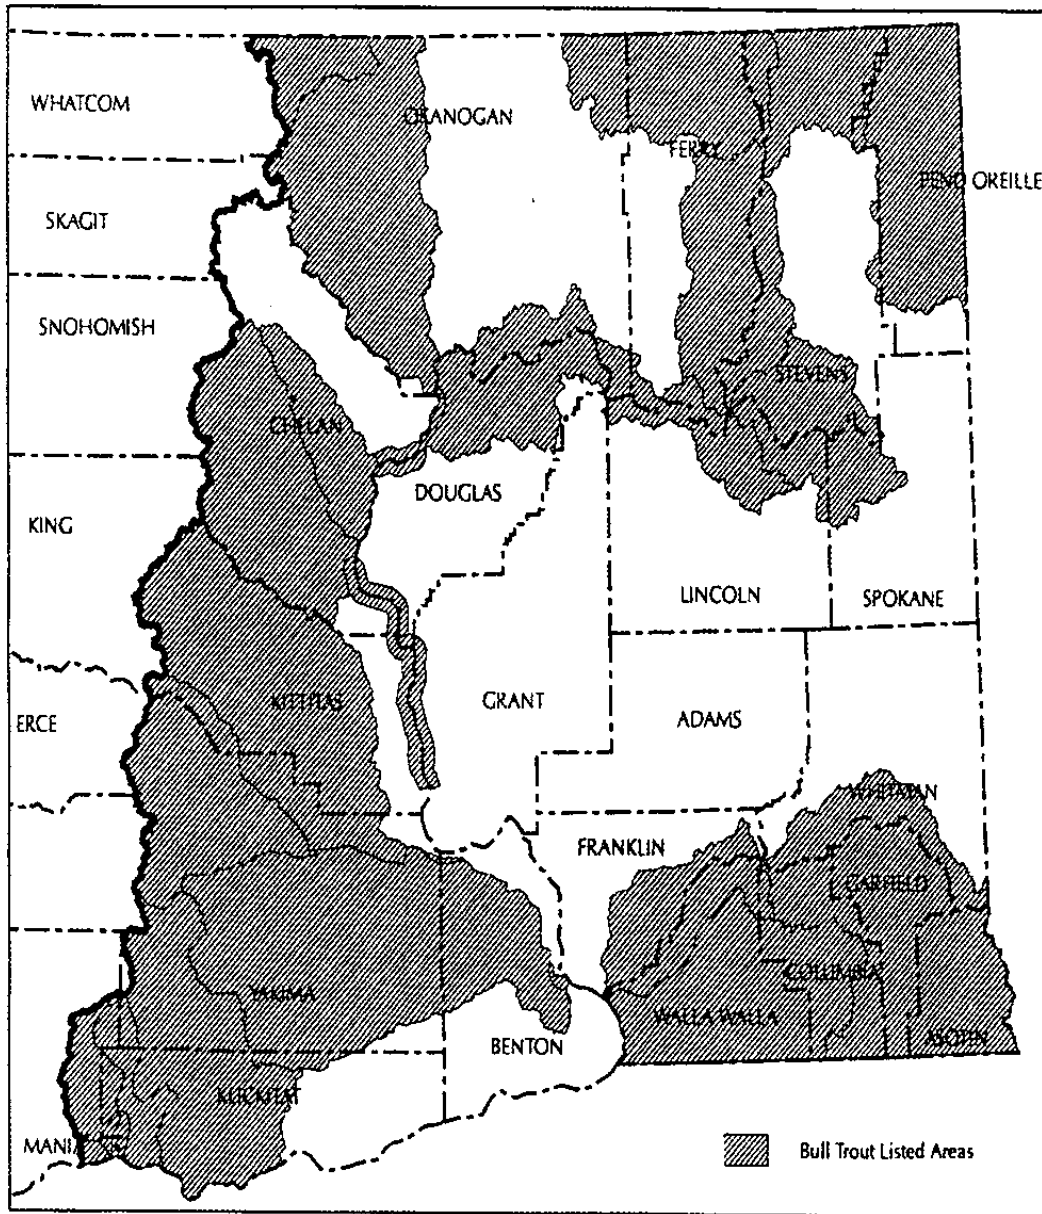 WHATCOM
OKANOGAN
FERRY
PEND OREILLE
SKAGIT
SNOHOMISH
STEVENS
CHELAN
DOUGLAS
KING
LINCOLN
SPOKANE
KITTITAS
GRANT
ERCE
ADAMS
WHITMAN
FRANKLIN
GARFIELD
COLUMBIA
YAKIMA
WALLA WALLA
BENTON
ASOTIN
KLICKITAT
MANIA
Bull Trout Listed Areas